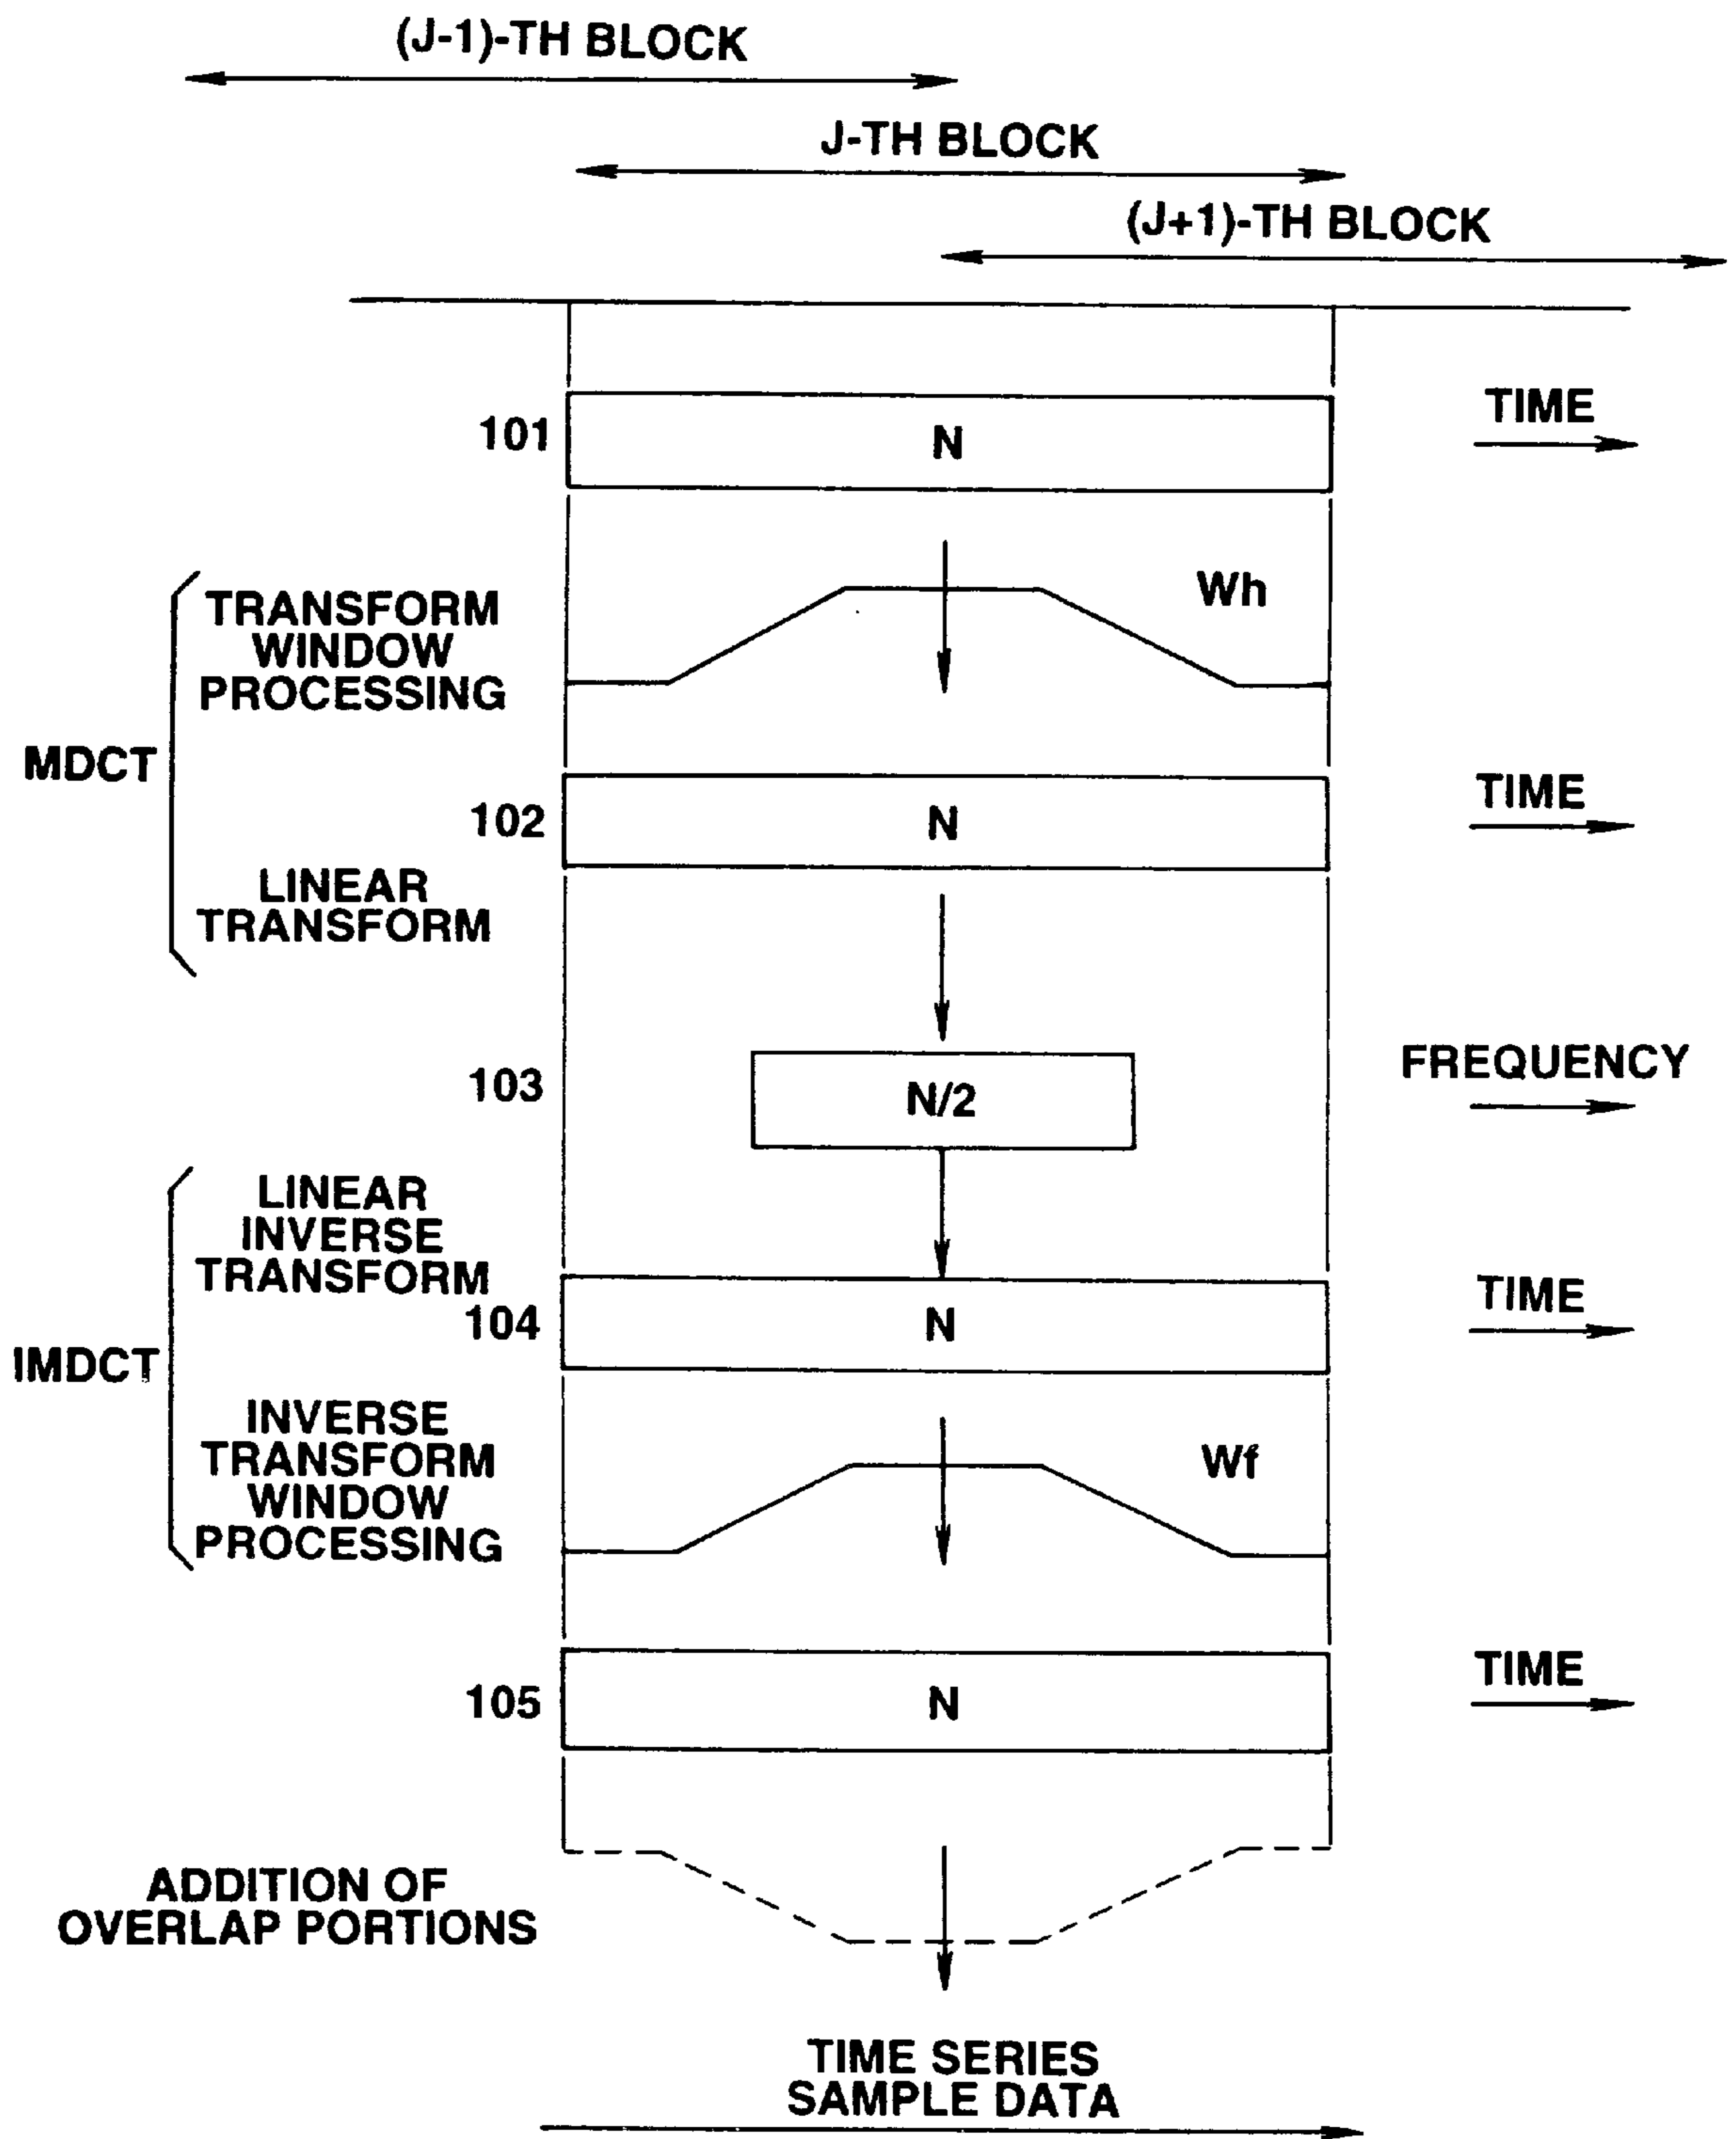 (J-1)-TH BLOCK
J-TH BLOCK
(J+1)-TH BLOCK
101
N
TIME
MDCT
TRANSFORM
WINDOW
PROCESSING
Wh
102
N
TIME
LINEAR
TRANSFORM
103
N/2
FREQUENCY
IMDCT
LINEAR
INVERSE
TRANSFORM
104
N
TIME
INVERSE
TRANSFORM
WINDOW
PROCESSING
Wf
105
N
TIME
ADDITION OF
OVERLAP PORTIONS
TIME SERIES
SAMPLE DATA